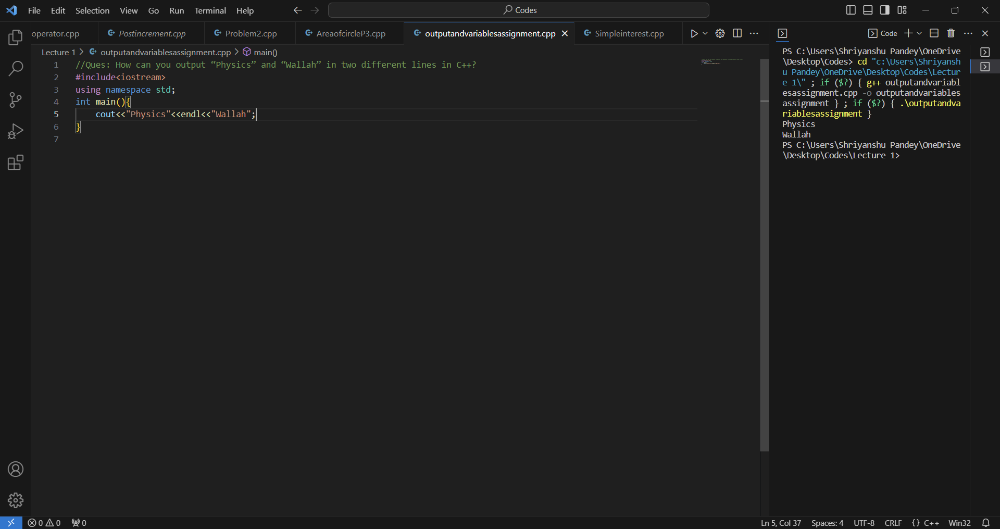 File Edit Selection View Go Run Terminal Help
Codes
operator.cpp Postincrement.cpp Problem2.cpp AreaofcircleP3.cpp outputandvariablesassignment.cpp Simpleinterest.cpp
Lecture 1 > outputandvariablesassignment.cpp > main()
1 //Ques: How can you output “Physics” and “Wallah” in two different lines in C++?
2 #include<iostream>
3 using namespace std;
4 int main(){
5     cout<<"Physics"<<endl<<"Wallah";
6 }
7
Code
PS C:\Users\Shriyanshu Pandey\OneDrive
\Desktop\Codes> cd "c:\Users\Shriyansh
u Pandey\OneDrive\Desktop\Codes\Lectur
e 1\" ; if ($?) { g++ outputandvariabl
esassignment.cpp -o outputandvariables
assignment } ; if ($?) { .\outputandva
riablesassignment }
Physics
Wallah
PS C:\Users\Shriyanshu Pandey\OneDrive
\Desktop\Codes\Lecture 1>
0 0 0 Ln 5, Col 37 Spaces: 4 UTF-8 CRLF {} C++ Win32